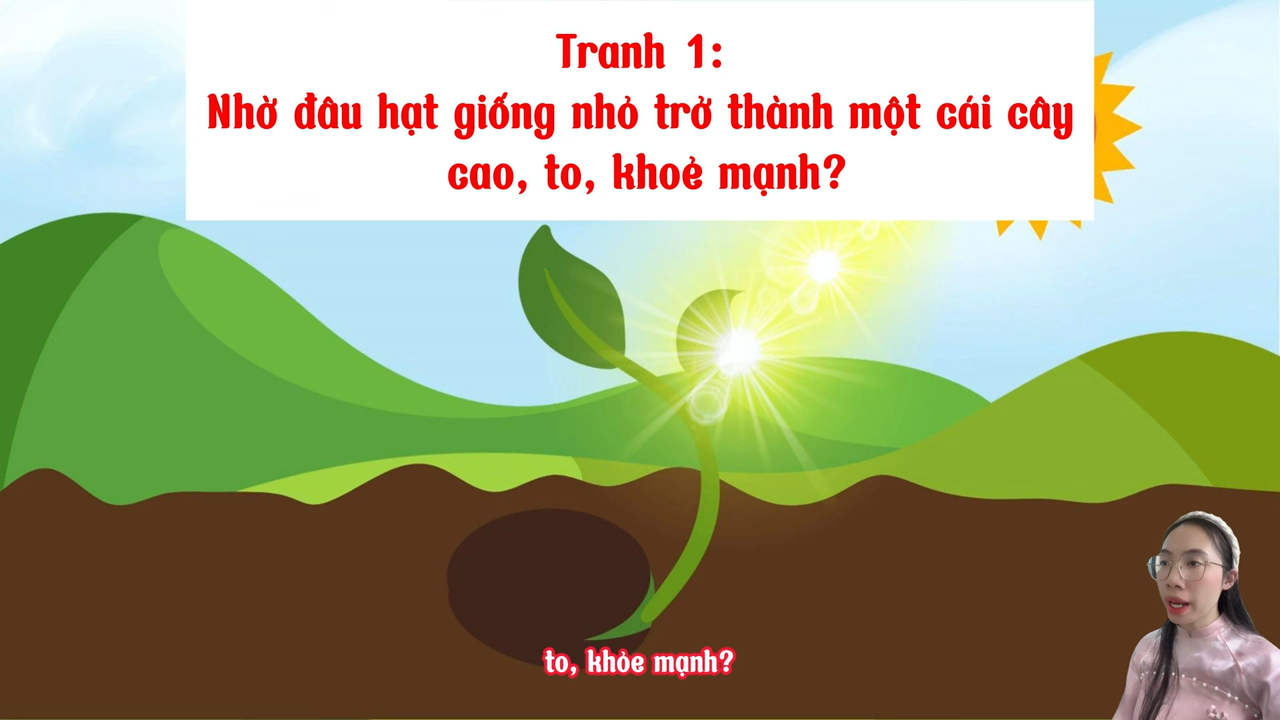 Tranh 1:
Nhờ đâu hạt giống nhỏ trở thành một cái cây
cao, to, khoẻ mạnh?
to, khỏe mạnh?